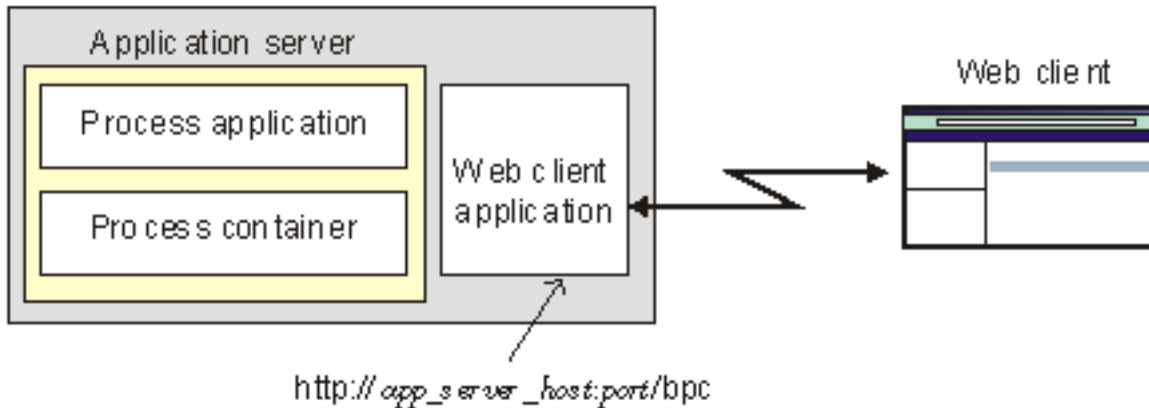 Application server
Process application
Process container
Web client
application
Web client
http://app_server_host:port/bpc